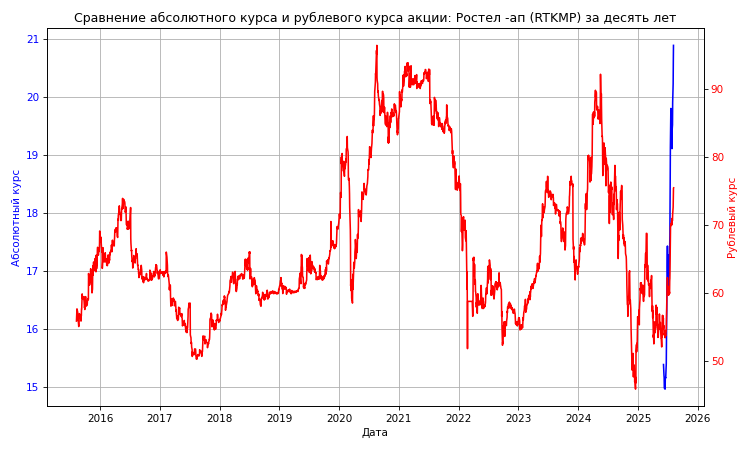 Сравнение абсолютного курса и рублевого курса акции: Ростел -ап (RTKMP) за десять лет
21
20
19
18
17
16
15
Абсолютный курс
90
80
70
60
50
Рублевый курс
2016 2017 2018 2019 2020 2021 2022 2023 2024 2025 2026
Дата